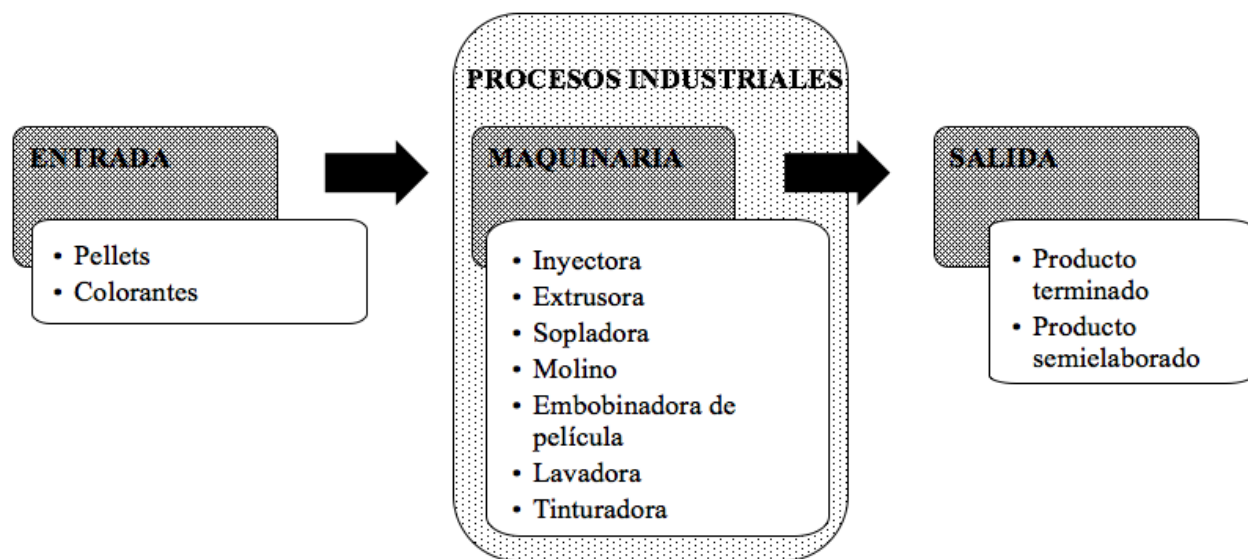 PROCESOS INDUSTRIALES
ENTRADA
• Pellets
• Colorantes
MAQUINARIA
• Inyectora
• Extrusora
• Sopladora
• Molino
• Embobinadora de
película
• Lavadora
• Tinturadora
SALIDA
• Producto
terminado
• Producto
semielaborado